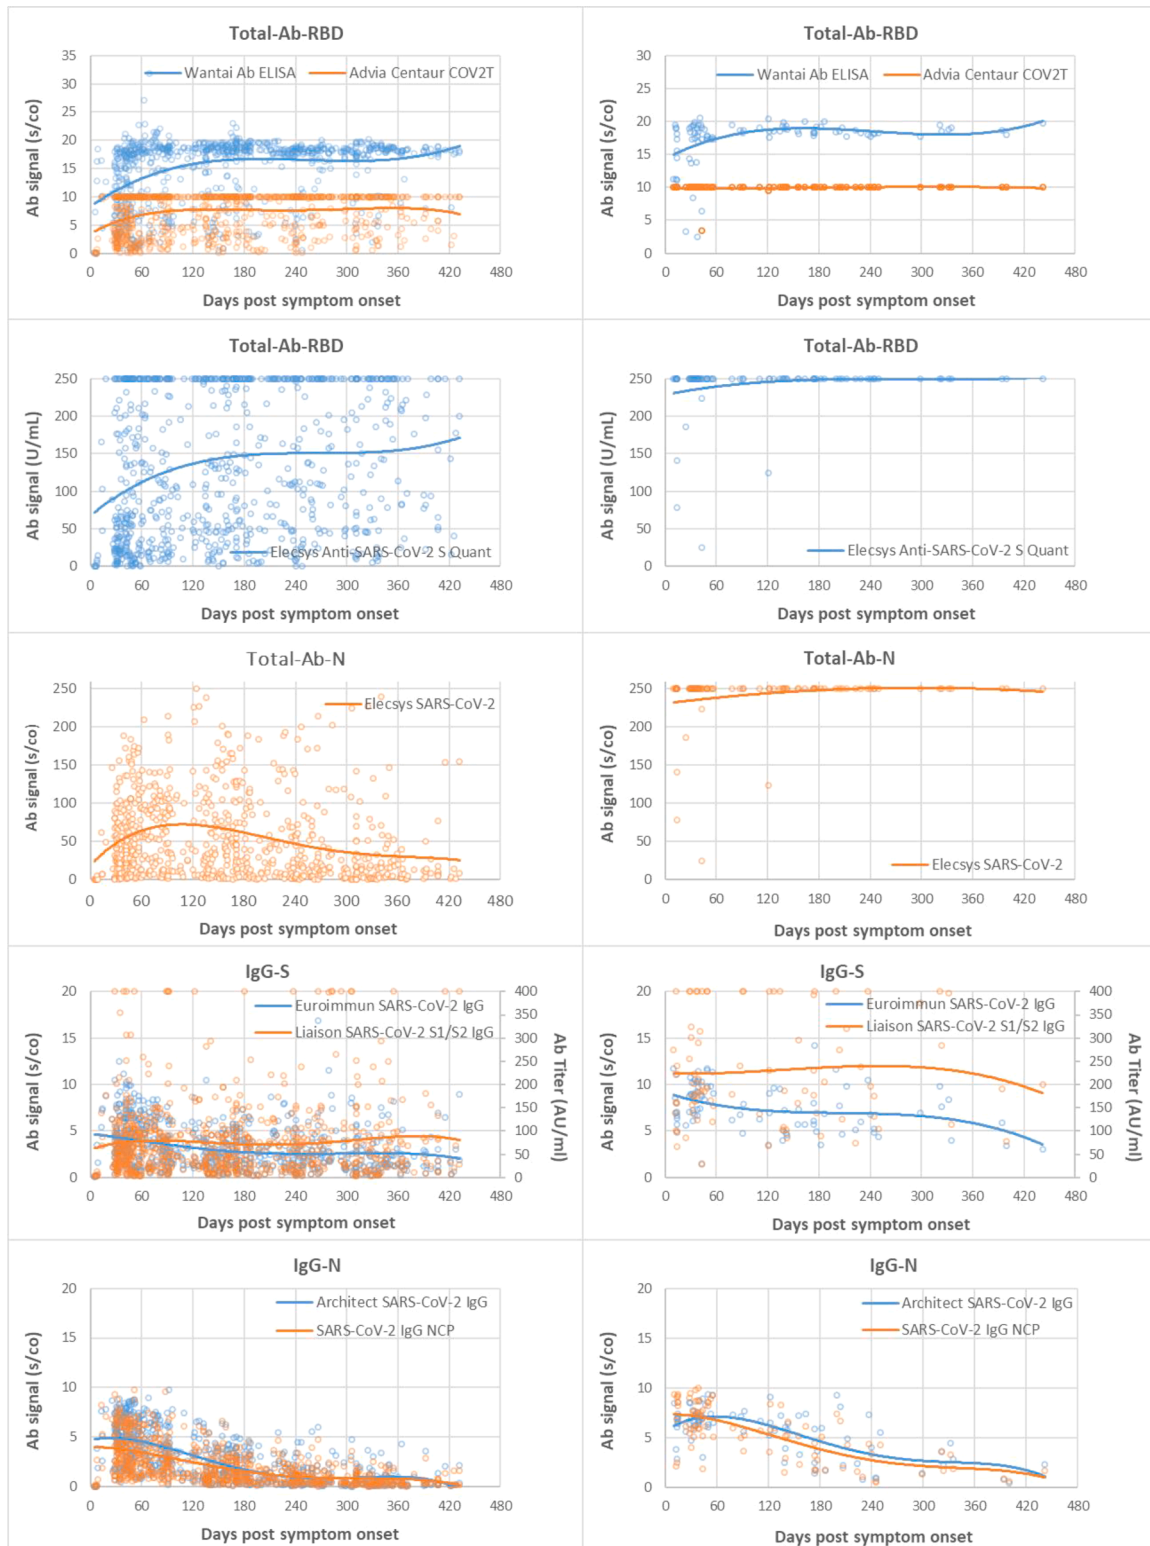 Total-Ab-RBD
Wantai Ab ELISA
Advia Centaur COV2T
Ab signal (s/co)
35
30
25
20
15
10
5
0
0 60 120 180 240 300 360 420 480
Days post symptom onset
Total-Ab-RBD
Wantai Ab ELISA
Advia Centaur COV2T
Ab signal (s/co)
30
25
20
15
10
5
0
0 60 120 180 240 300 360 420 480
Days post symptom onset
Total-Ab-RBD
Ab signal (U/mL)
250
200
150
100
50
0
Elecsys Anti-SARS-CoV-2 S Quant
0 60 120 180 240 300 360 420 480
Days post symptom onset
Total-Ab-RBD
Ab signal (U/mL)
250
200
150
100
50
0
Elecsys Anti-SARS-CoV-2 S Quant
0 60 120 180 240 300 360 420 480
Days post symptom onset
Total-Ab-N
Elecsys SARS-CoV-2
Ab signal (s/co)
250
200
150
100
50
0
0 60 120 180 240 300 360 420 480
Days post symptom onset
Total-Ab-N
Ab signal (s/co)
250
200
150
100
50
0
Elecsys SARS-CoV-2
0 60 120 180 240 300 360 420 480
Days post symptom onset
IgG-S
Euroimmun SARS-CoV-2 IgG
Liaison SARS-CoV-2 S1/S2 IgG
Ab signal (s/co)
20
15
10
5
0
400
350
300
250
200
150
100
50
0
Ab Titer (AU/ml)
0 60 120 180 240 300 360 420 480
Days post symptom onset
IgG-S
Euroimmun SARS-CoV-2 IgG
Liaison SARS-CoV-2 S1/S2 IgG
Ab signal (s/co)
20
15
10
5
0
400
350
300
250
200
150
100
50
0
Ab Titer (AU/ml)
0 60 120 180 240 300 360 420 480
Days post symptom onset
IgG-N
Architect SARS-CoV-2 IgG
SARS-CoV-2 IgG NCP
Ab signal (s/co)
20
15
10
5
0
0 60 120 180 240 300 360 420 480
Days post symptom onset
IgG-N
Architect SARS-CoV-2 IgG
SARS-CoV-2 IgG NCP
Ab signal (s/co)
20
15
10
5
0
0 60 120 180 240 300 360 420 480
Days post symptom onset